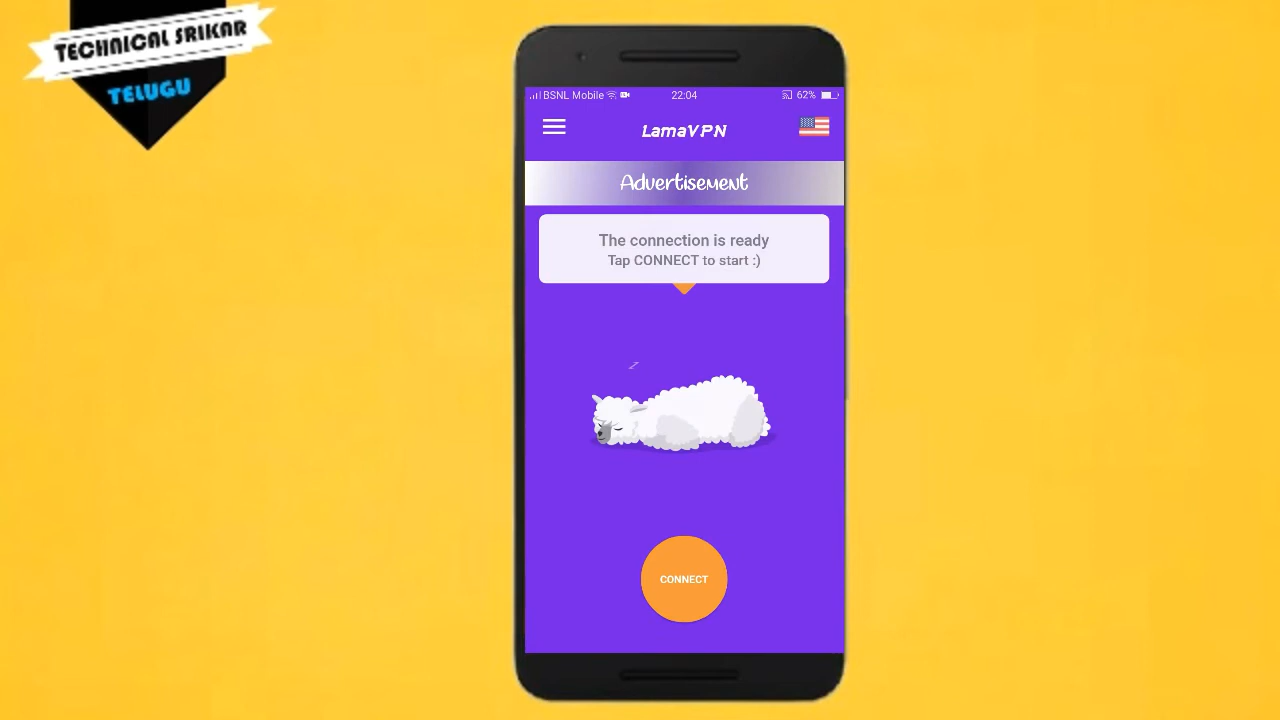 TECHNICAL SRIKAR
TELUGU
BSNL Mobile 22:04 62%
LamaVPN
Advertisement
The connection is ready
Tap CONNECT to start :)
z
CONNECT